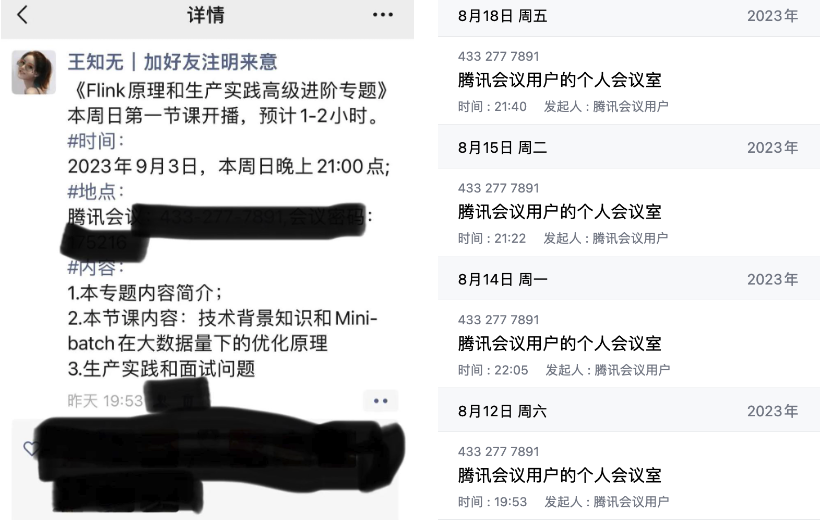 详情
王知无｜加好友注明来意
《Flink原理和生产实践高级进阶专题》
本周日第一节课开播，预计1-2小时。
#时间：
2023年9月3日，本周日晚上21:00点;
#地点：
腾讯会议
#内容：
1.本专题内容简介；
2.本节课内容：技术背景知识和Mini-
batch在大数据量下的优化原理
3.生产实践和面试问题
昨天 19:53
8月18日 周五 2023年
433 277 7891
腾讯会议用户的个人会议室
时间：21:40 发起人：腾讯会议用户
8月15日 周二 2023年
433 277 7891
腾讯会议用户的个人会议室
时间：21:22 发起人：腾讯会议用户
8月14日 周一 2023年
433 277 7891
腾讯会议用户的个人会议室
时间：22:05 发起人：腾讯会议用户
8月12日 周六 2023年
433 277 7891
腾讯会议用户的个人会议室
时间：19:53 发起人：腾讯会议用户